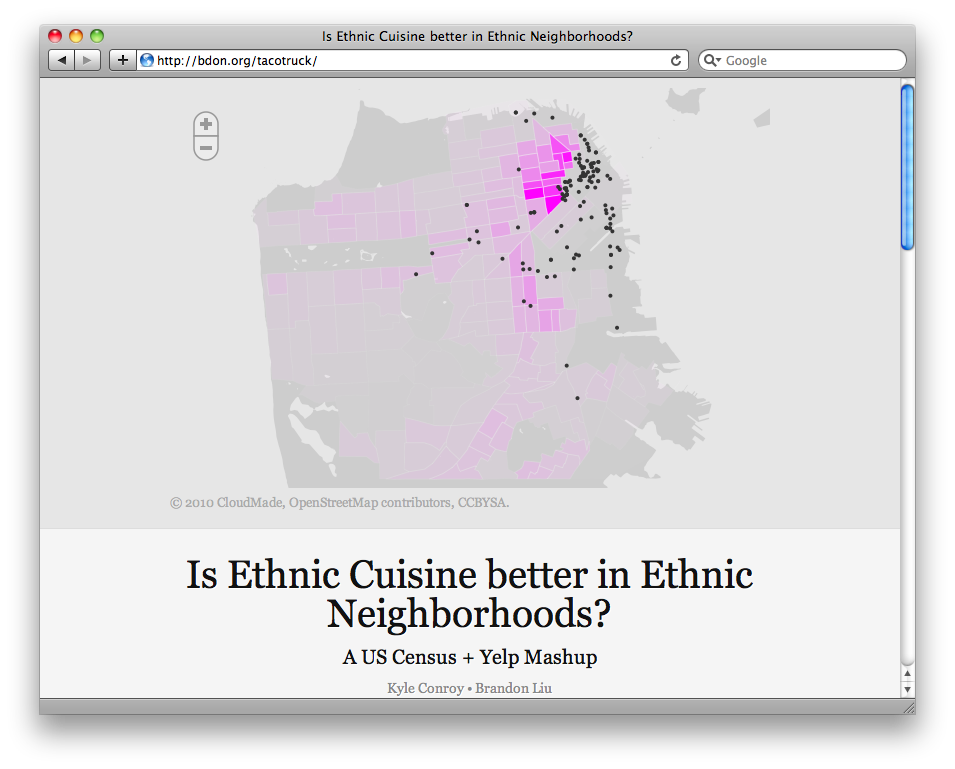 Is Ethnic Cuisine better in Ethnic Neighborhoods?
http://bdon.org/tacotruck/
Google
© 2010 CloudMade, OpenStreetMap contributors, CCBYSA.
Is Ethnic Cuisine better in Ethnic
Neighborhoods?
A US Census + Yelp Mashup
Kyle Conroy • Brandon Liu